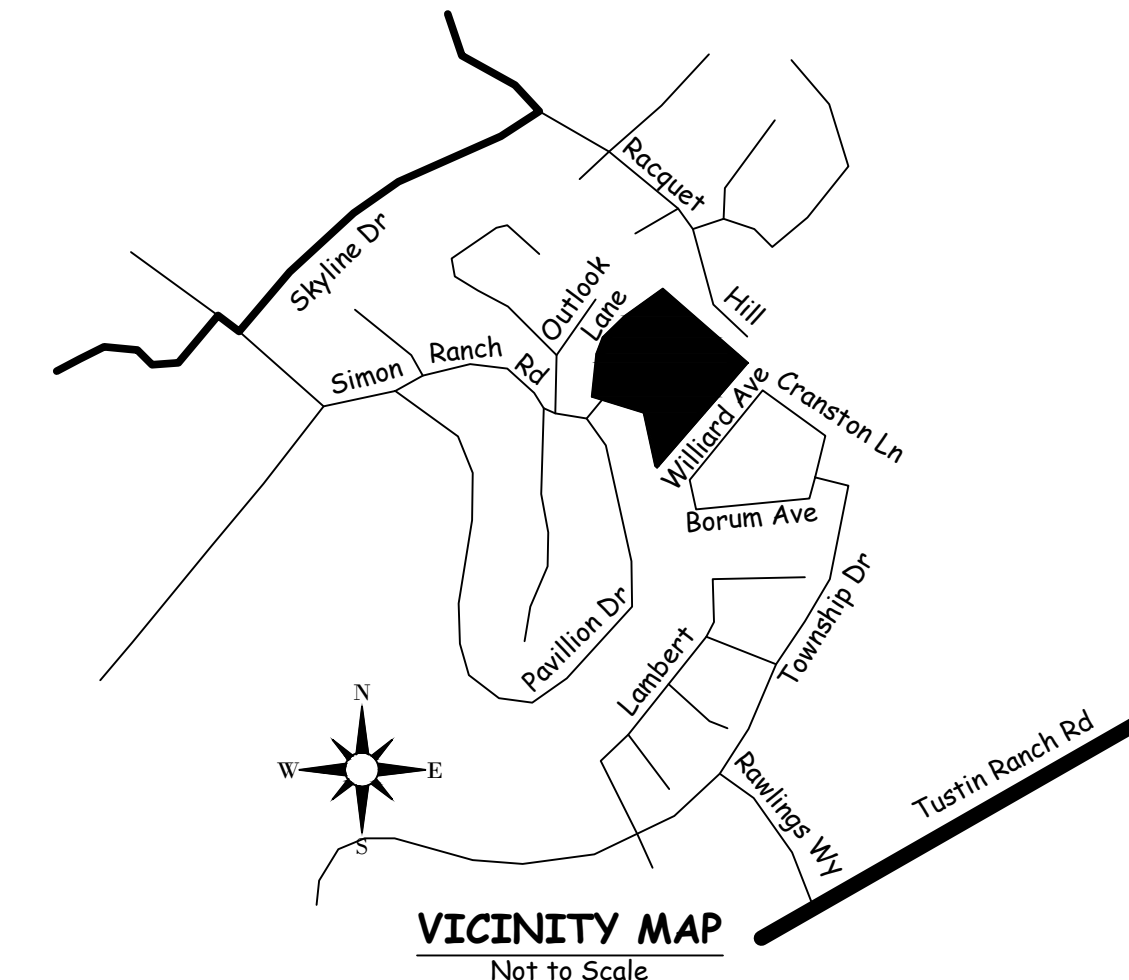 Racquet
Skyline Dr
Outlook
Lane
Hill
Simon
Ranch
Rd
Williard Ave
Cranston Ln
Borum Ave
Pavillion Dr
Township Dr
Lambert
N
W
E
S
Tustin Ranch Rd
Rawlings Wy
VICINITY MAP
Not to Scale